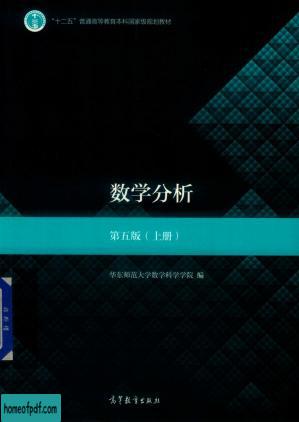 “十二五”普通高等教育本科国家级规划教材
数学分析
第五版（上册）
华东师范大学数学科学学院 编
高等教育出版社
homeofpdf.com